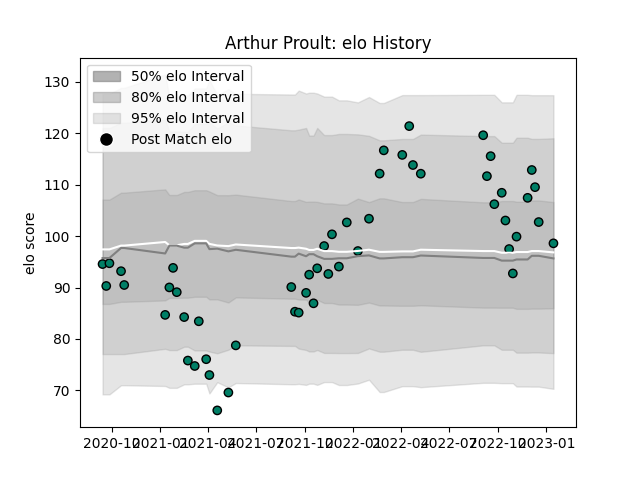 Arthur Proult: elo History
50% elo Interval
80% elo Interval
95% elo Interval
Post Match elo
elo score
130
120
110
100
90
80
70
2020-10 2021-01 2021-04 2021-07 2021-10 2022-01 2022-04 2022-07 2022-10 2023-01